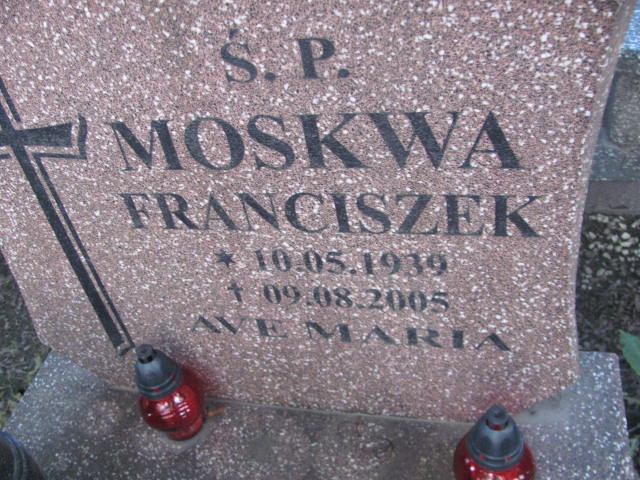 Ś. P.
MOSKWA
FRANCISZEK
* 10.05.1939
† 09.08.2005
AVE MARIA